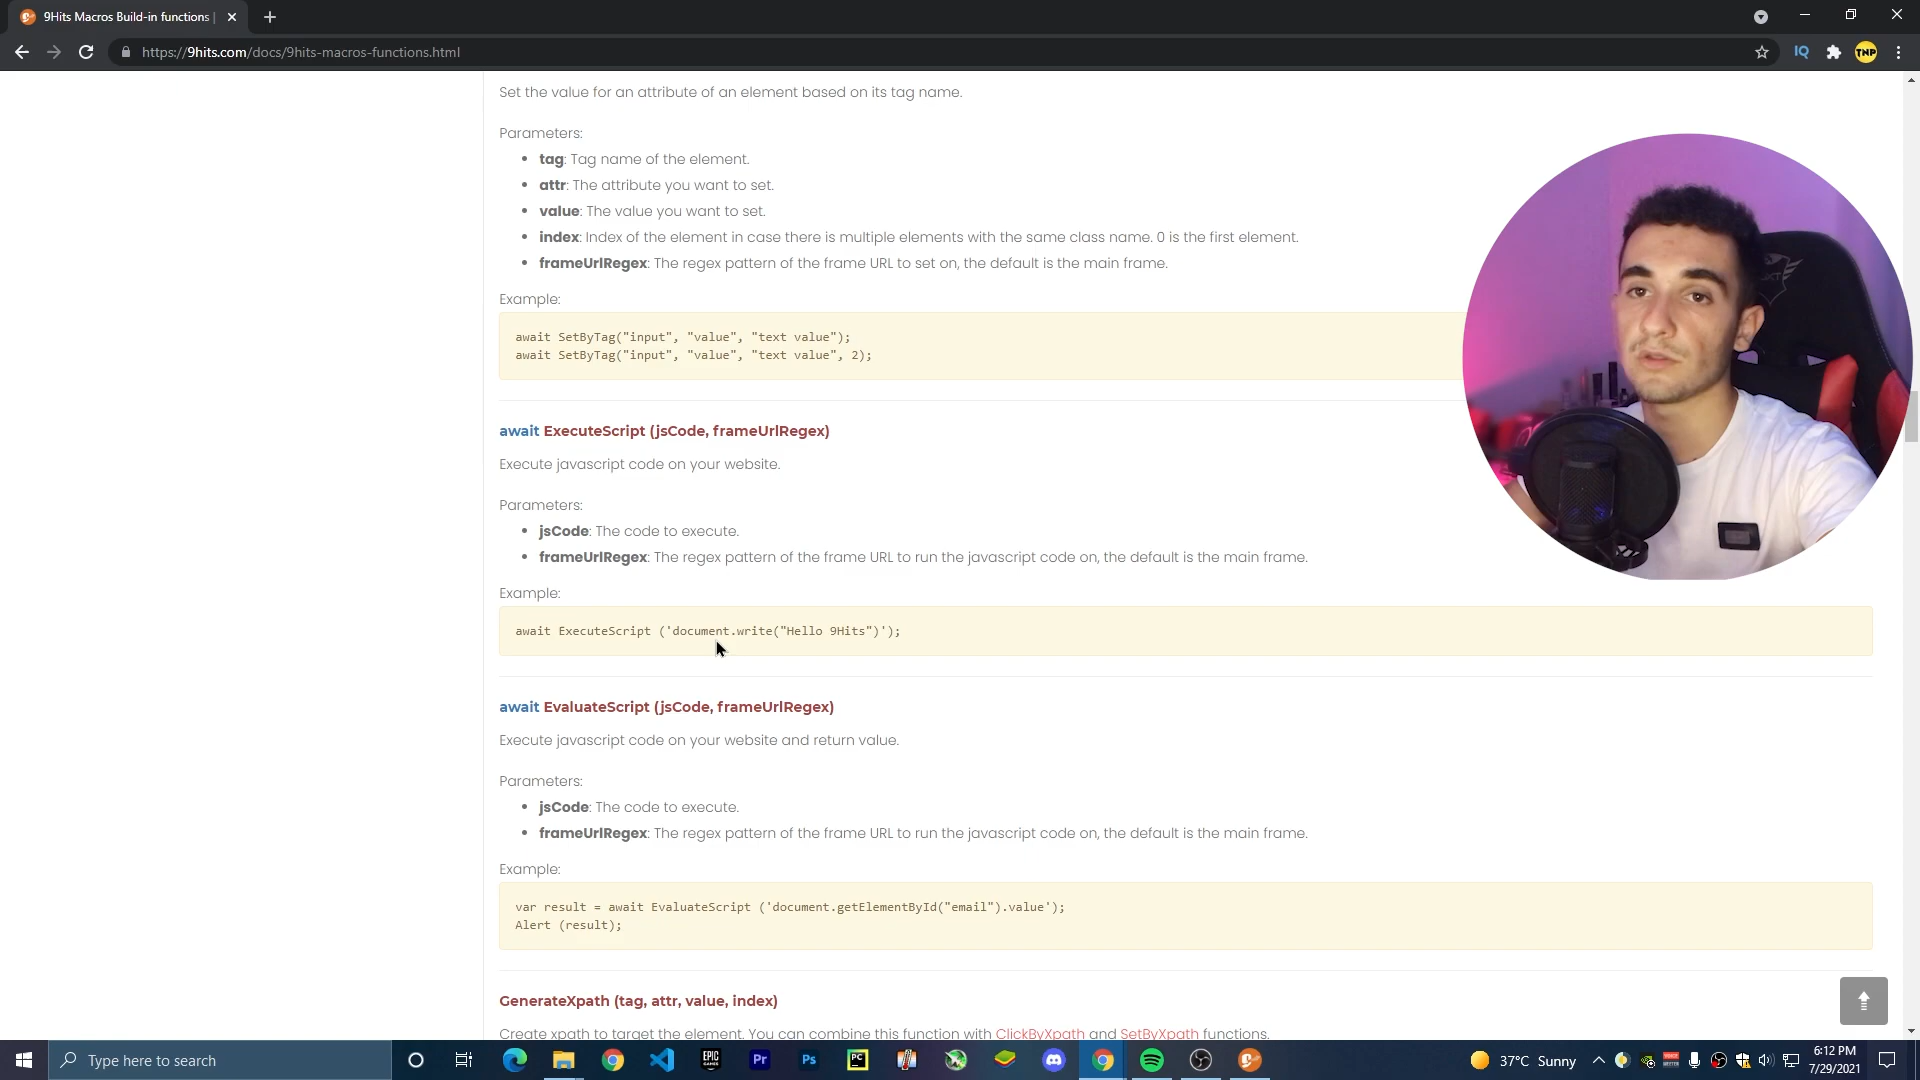 9Hits Macros Build-in functions |
https://9hits.com/docs/9hits-macros-functions.html
IQ
TNP
Set the value for an attribute of an element based on its tag name.
Parameters:
tag: Tag name of the element.
attr: The attribute you want to set.
value: The value you want to set.
index: Index of the element in case there is multiple elements with the same class name. 0 is the first element.
frameUrlRegex: The regex pattern of the frame URL to set on, the default is the main frame.
Example:
await SetByTag("input", "value", "text value");
await SetByTag("input", "value", "text value", 2);
await ExecuteScript (jsCode, frameUrlRegex)
Execute javascript code on your website.
Parameters:
jsCode: The code to execute.
frameUrlRegex: The regex pattern of the frame URL to run the javascript code on, the default is the main frame.
Example:
await ExecuteScript ('document.write("Hello 9Hits")');
await EvaluateScript (jsCode, frameUrlRegex)
Execute javascript code on your website and return value.
Parameters:
jsCode: The code to execute.
frameUrlRegex: The regex pattern of the frame URL to run the javascript code on, the default is the main frame.
Example:
var result = await EvaluateScript ('document.getElementById("email").value');
Alert (result);
GenerateXpath (tag, attr, value, index)
Create xpath to target the element. You can combine this function with ClickByXpath and SetByXpath functions.
Type here to search
EPIC GAMES
Pr
Ps
PC
37°C Sunny
6:12 PM
7/29/2021